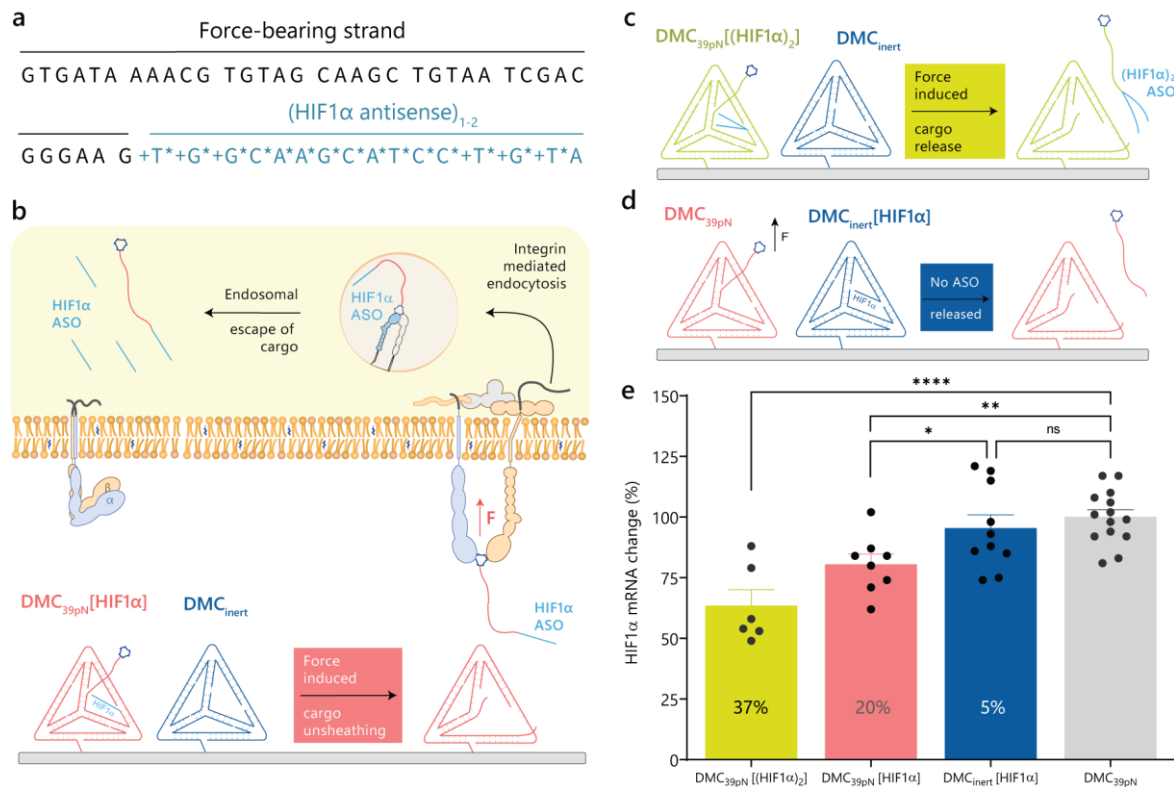 a
Force-bearing strand
GTGATA AAACG TGTAG CAAGC TGTAA TCGAC
(HIF1α antisense)1-2
GGGAA G+T*+G*+G*C*A*A*G*C*A*T*C*C*+T*+G*+T*A
b
HIF1α
ASO
Endosomal
escape of
cargo
HIF1α
ASO
Integrin
mediated
endocytosis
β
α
F
HIF1α
ASO
DMC39pN[HIF1α]
DMCinert
HIF1α
Force
induced
cargo
unsheathing
c
DMC39pN[(HIF1α)2]
DMCinert
Force
induced
cargo
release
(HIF1α)2
ASO
d
DMC39pN
F
DMCinert[HIF1α]
HIF1α
No ASO
released
e
****
**
*
ns
HIF1α mRNA change (%)
150
125
100
75
50
25
0
37%
20%
5%
DMC39pN [(HIF1α)2]
DMC39pN [HIF1α]
DMCinert [HIF1α]
DMC39pN